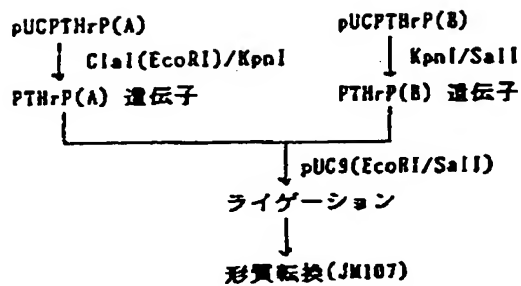 pUCPTHrP(A) pUCPTHrP(B)
ClaI(EcoRI)/KpnI KpnI/SalI
PTHrP(A) 遺伝子 PTHrP(B) 遺伝子
pUC9(EcoRI/SalI)
ライゲーション
形質転換(JM107)